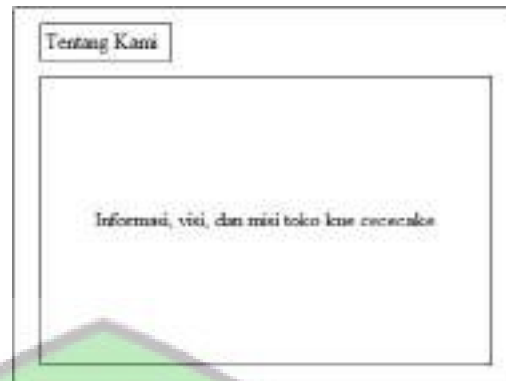 Tentang Kami
Informasi, visi, dan misi toko kue cececake